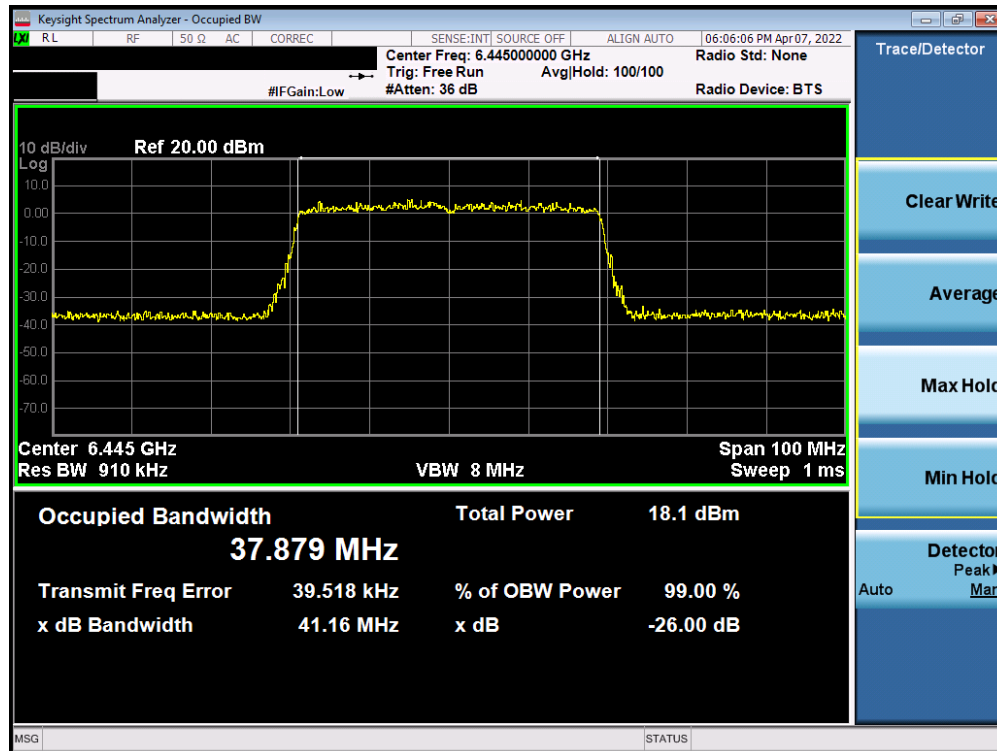 Keysight Spectrum Analyzer - Occupied BW
LXI RL RF 50 Ω AC CORREC SENSE:INT SOURCE OFF ALIGN AUTO 06:06:06 PM Apr 07, 2022
Center Freq: 6.445000000 GHz Radio Std: None
Trig: Free Run Avg|Hold: 100/100
#IFGain:Low #Atten: 36 dB Radio Device: BTS
Trace/Detector
10 dB/div Ref 20.00 dBm
Log
10.0
0.00
-10.0
-20.0
-30.0
-40.0
-50.0
-60.0
-70.0
Center 6.445 GHz Span 100 MHz
Res BW 910 kHz VBW 8 MHz Sweep 1 ms
Clear Write
Average
Max Hold
Min Hold
Detector
Peak
Auto Man
Occupied Bandwidth Total Power 18.1 dBm
37.879 MHz
Transmit Freq Error 39.518 kHz % of OBW Power 99.00 %
x dB Bandwidth 41.16 MHz x dB -26.00 dB
MSG STATUS